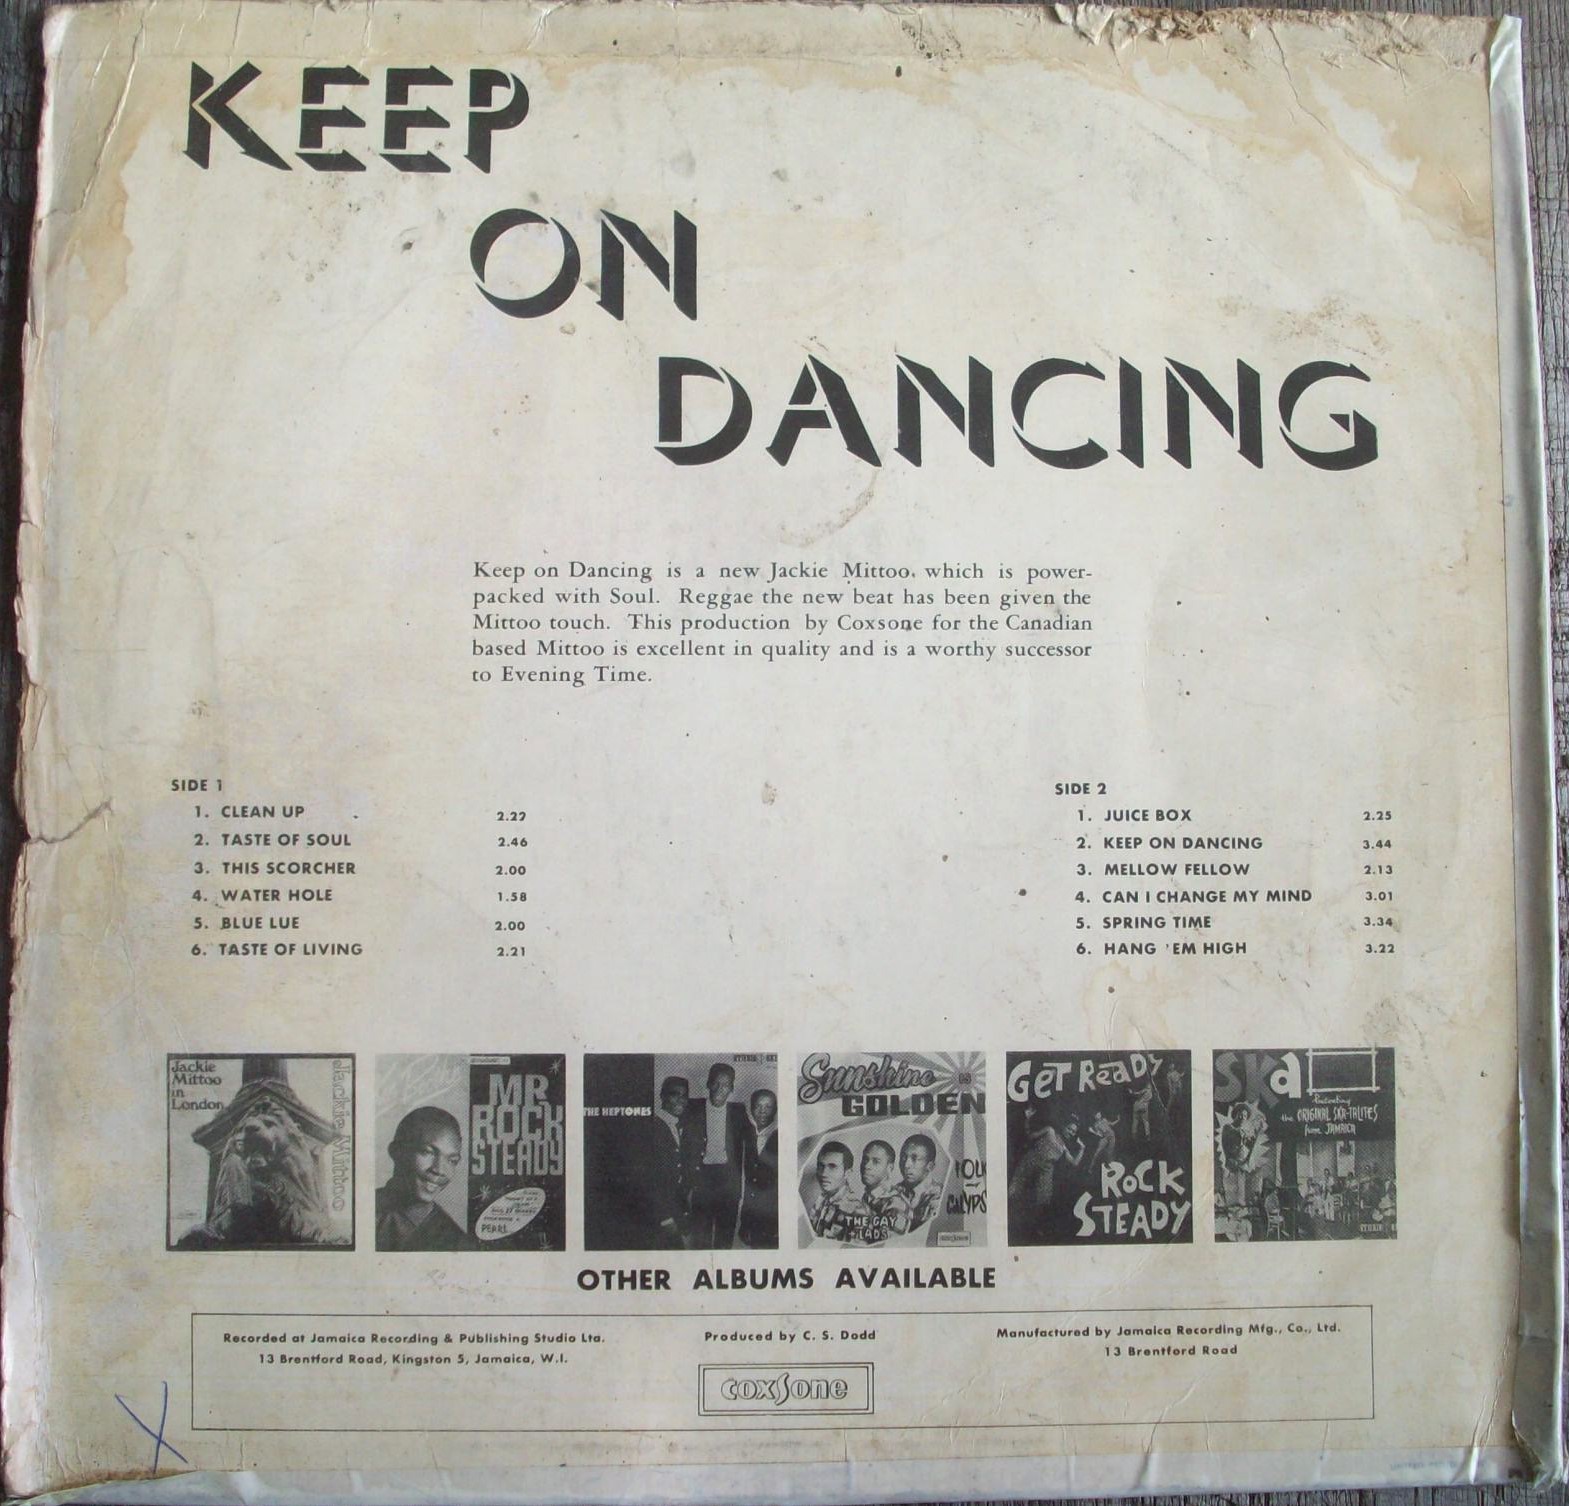 KEEP
ON
DANCING
Keep on Dancing is a new Jackie Mittoo, which is power-
packed with Soul. Reggae the new beat has been given the
Mittoo touch. This production by Coxsone for the Canadian
based Mittoo is excellent in quality and is a worthy successor
to Evening Time.
SIDE 1
1. CLEAN UP 2.22
2. TASTE OF SOUL 2.46
3. THIS SCORCHER 2.00
4. WATER HOLE 1.58
5. BLUE LUE 2.00
6. TASTE OF LIVING 2.21
SIDE 2
1. JUICE BOX 2.25
2. KEEP ON DANCING 3.44
3. MELLOW FELLOW 2.13
4. CAN I CHANGE MY MIND 3.01
5. SPRING TIME 3.34
6. HANG 'EM HIGH 3.22
Jackie
Mittoo
in
London
Jackie Mittoo
MR
ROCK
STEADY
PEARL
THE HEPTONES
STEREO
Sunshine
IS
GOLDEN
THE GAY
LADS
GET READY
ROCK
STEADY
SKA
Presenting
the ORIGINAL SKA-TALITES
from JAMAICA
OTHER ALBUMS AVAILABLE
Recorded at Jamaica Recording & Publishing Studio Ltd.
13 Brentford Road, Kingston 5, Jamaica, W.I.
Produced by C. S. Dodd
coxsone
Manufactured by Jamaica Recording Mfg., Co., Ltd.
13 Brentford Road
X